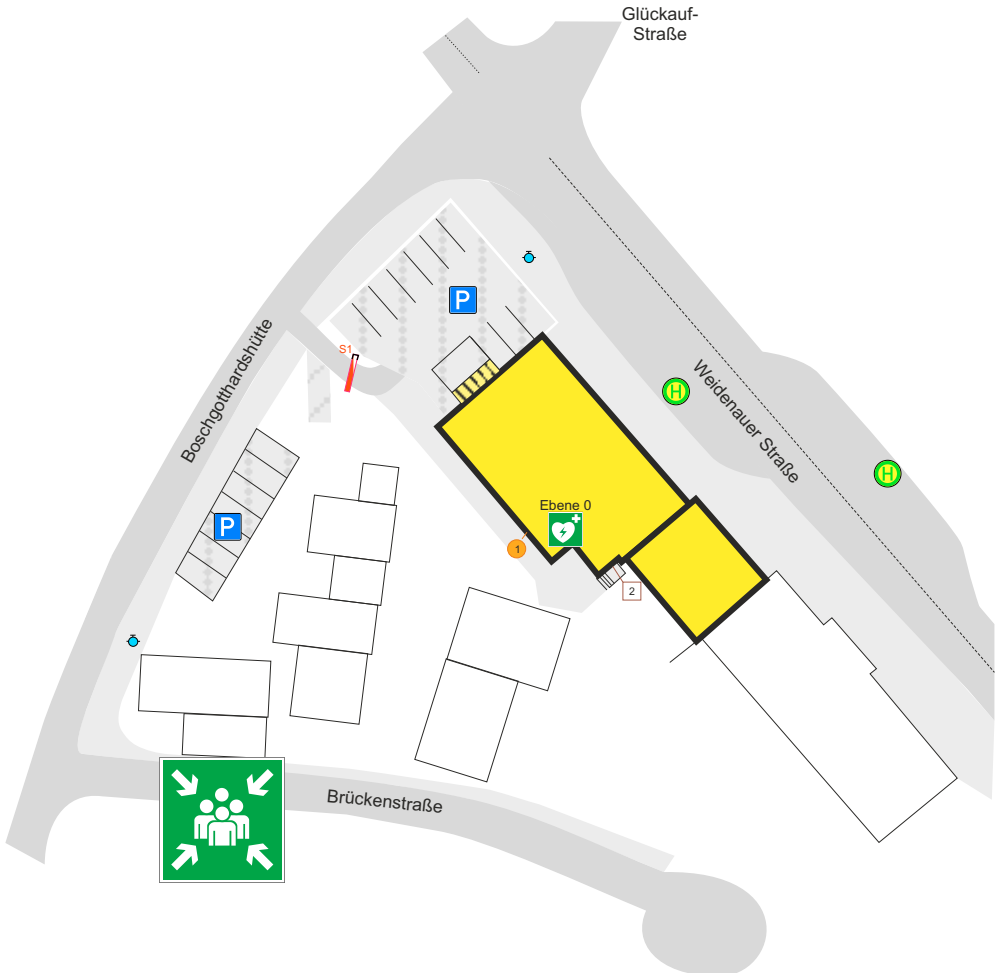 Glückauf-
Straße
P
S1
Boschgotthardshütte
Weidenauer Straße
H
H
Ebene 0
P
1
2
Brückenstraße